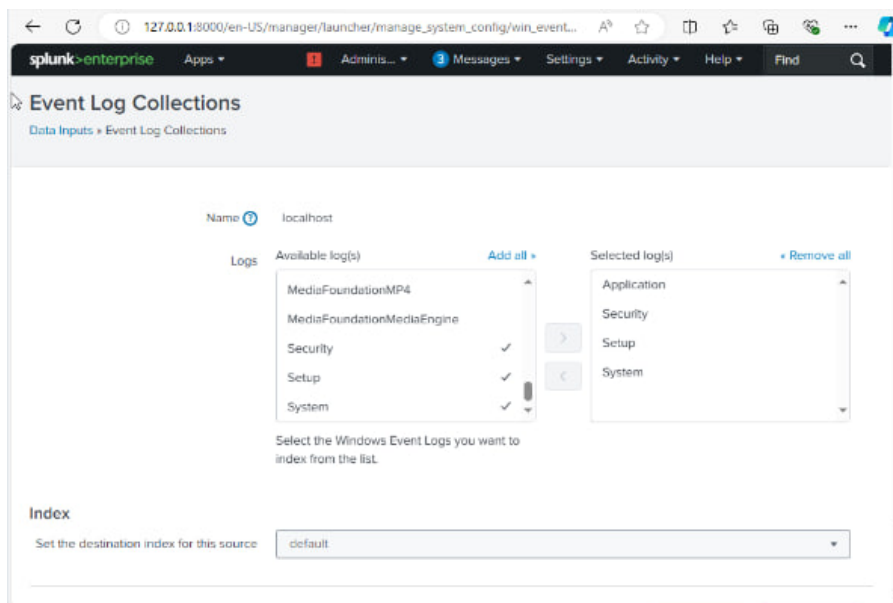 127.0.0.1:8000/en-US/manager/launcher/manage_system_config/win_event...
splunk>enterprise Apps Adminis... 3 Messages Settings Activity Help Find
Event Log Collections
Data Inputs » Event Log Collections
Name ? localhost
Logs Available log(s) Add all » Selected log(s) « Remove all
MediaFoundationMP4 Application
MediaFoundationMediaEngine Security
Security Setup
Setup System
System
Select the Windows Event Logs you want to
index from the list.
Index
Set the destination index for this source default